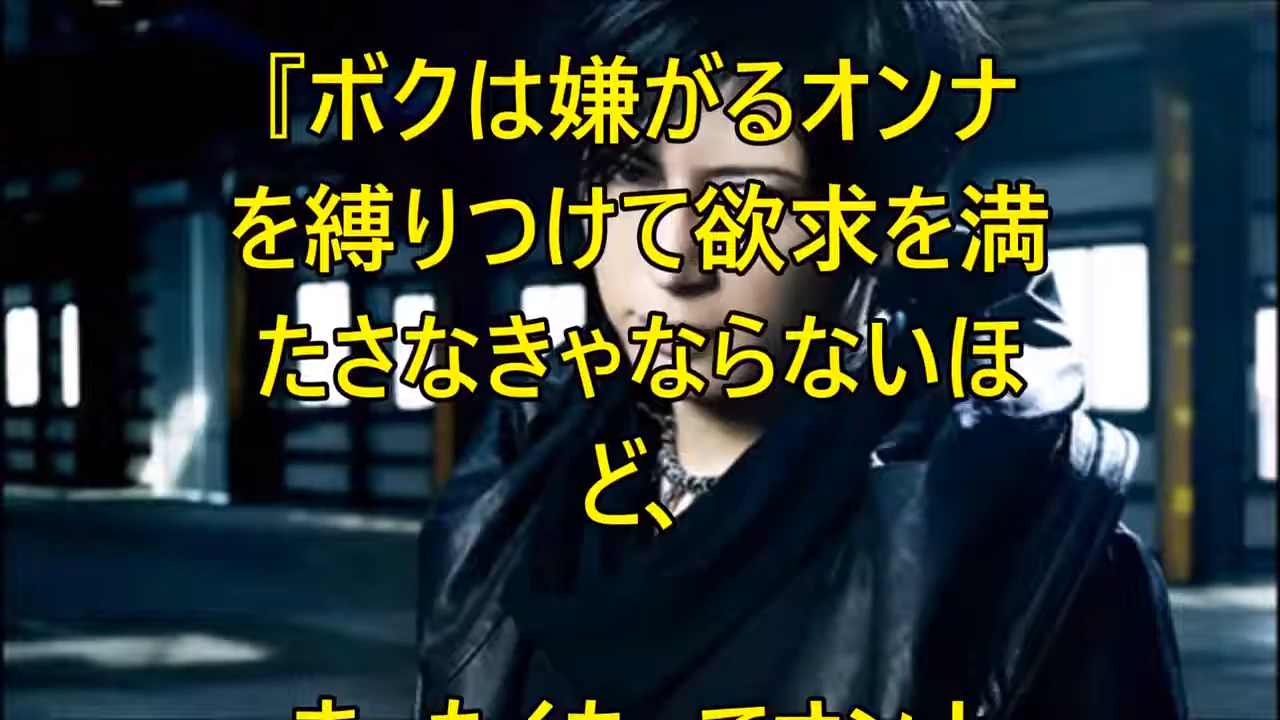 『ボクは嫌がるオンナ
を縛りつけて欲求を満
たさなきゃならないほ
ど、